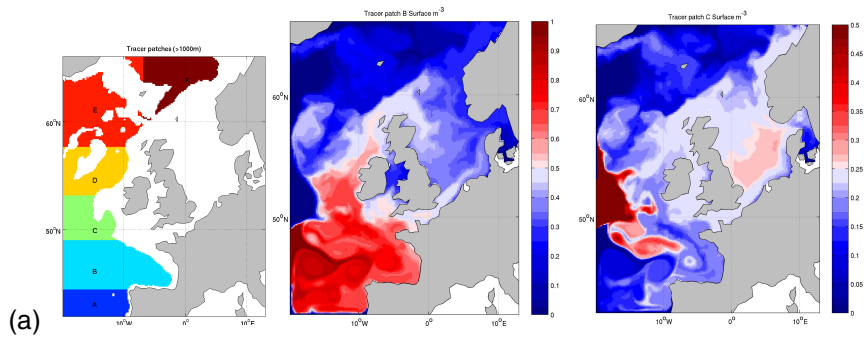 Tracer patches (>1000m)
60°N
50°N
10°W
0°
10°E
A
B
C
D
E
F
Tracer patch B Surface m⁻³
60°N
50°N
10°W
0°
10°E
1
0.9
0.8
0.7
0.6
0.5
0.4
0.3
0.2
0.1
0
Tracer patch C Surface m⁻³
60°N
50°N
10°W
0°
10°E
0.5
0.45
0.4
0.35
0.3
0.25
0.2
0.15
0.1
0.05
0
(a)